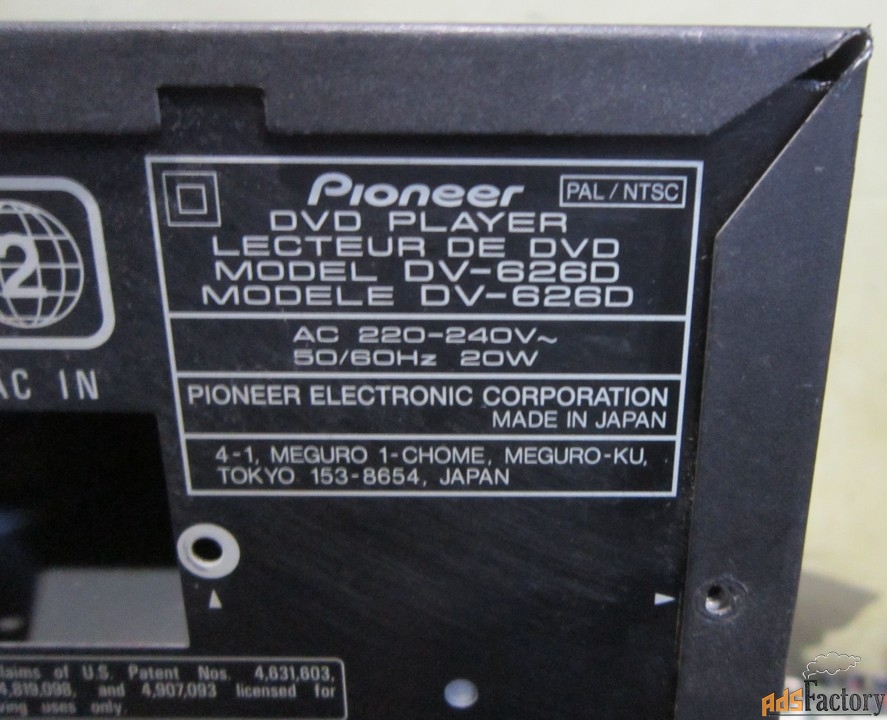 Pioneer PAL/NTSC
DVD PLAYER
LECTEUR DE DVD
MODEL DV-626D
MODELE DV-626D
AC 220-240V~
50/60Hz 20W
PIONEER ELECTRONIC CORPORATION
MADE IN JAPAN
4-1, MEGURO 1-CHOME, MEGURO-KU,
TOKYO 153-8654, JAPAN
2
AC IN
laims of U.S. Patent Nos. 4,631,603,
4,819,098, and 4,907,093 licensed for
ving uses only.
AdsFactory